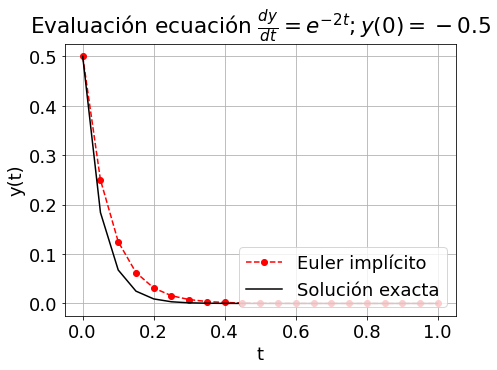 Evaluación ecuación $\frac{dy}{dt} = e^{-2t}; y(0) = -0.5$
0.5
0.4
0.3
0.2
0.1
0.0
y(t)
Euler implícito
Solución exacta
0.0 0.2 0.4 0.6 0.8 1.0
t